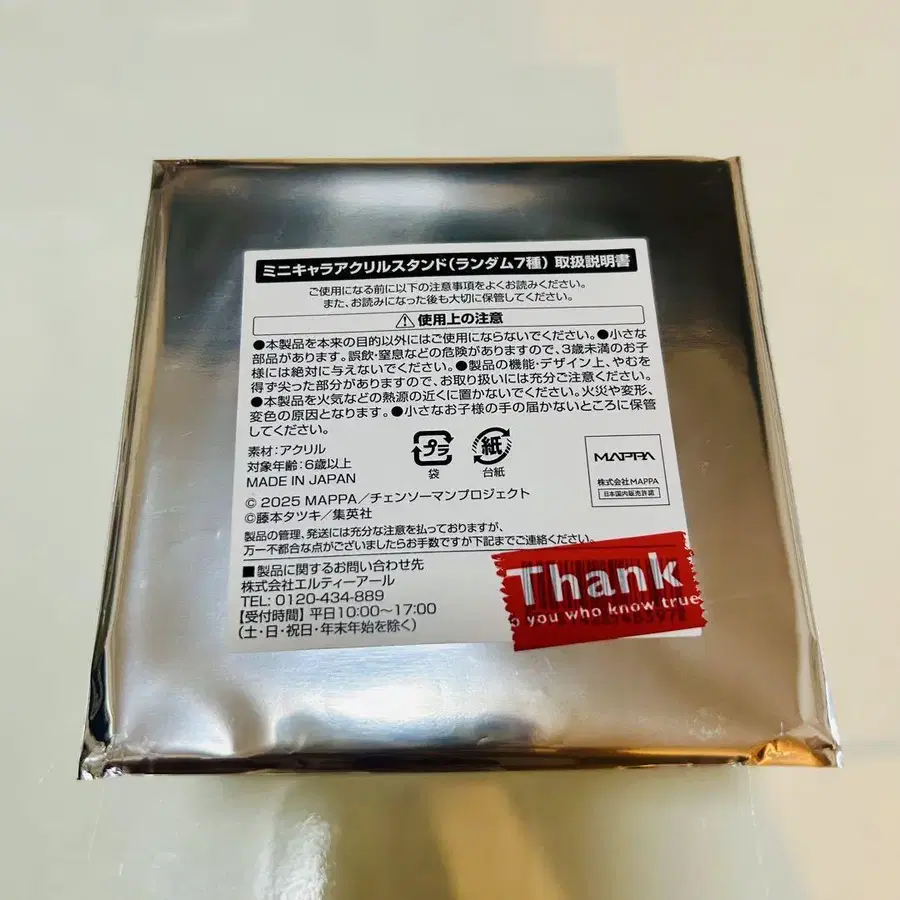 ミニキャラアクリルスタンド(ランダム7種) 取扱説明書
ご使用になる前に以下の注意事項をよくお読みください。
また、お読みになった後も大切に保管してください。
使用上の注意
●本製品を本来の目的以外にはご使用にならないでください。●小さな
部品があります。誤飲・窒息などの危険がありますので、3歳未満のお子
様には絶対に与えないでください。●製品の機能・デザイン上、やむを
得ず尖った部分がありますので、お取り扱いには充分ご注意ください。
●本製品を火気などの熱源の近くに置かないでください。火災や変形、
変色の原因となります。●小さなお子様の手の届かないところに保管
してください。
素材:アクリル
対象年齢:6歳以上
MADE IN JAPAN
プラ
袋
紙
台紙
MAPPA
株式会社MAPPA
日本国内販売許諾
© 2025 MAPPA/チェンソーマンプロジェクト
©藤本タツキ/集英社
製品の管理、発送には充分な注意を払っておりますが、
万一不都合な点がございましたらお手数ですが下記までご連絡ください。
■製品に関するお問い合わせ先
株式会社エルティーアール
TEL: 0120-434-889
【受付時間】平日10:00〜17:00
(土・日・祝日・年末年始を除く)
Thank
o you who know true